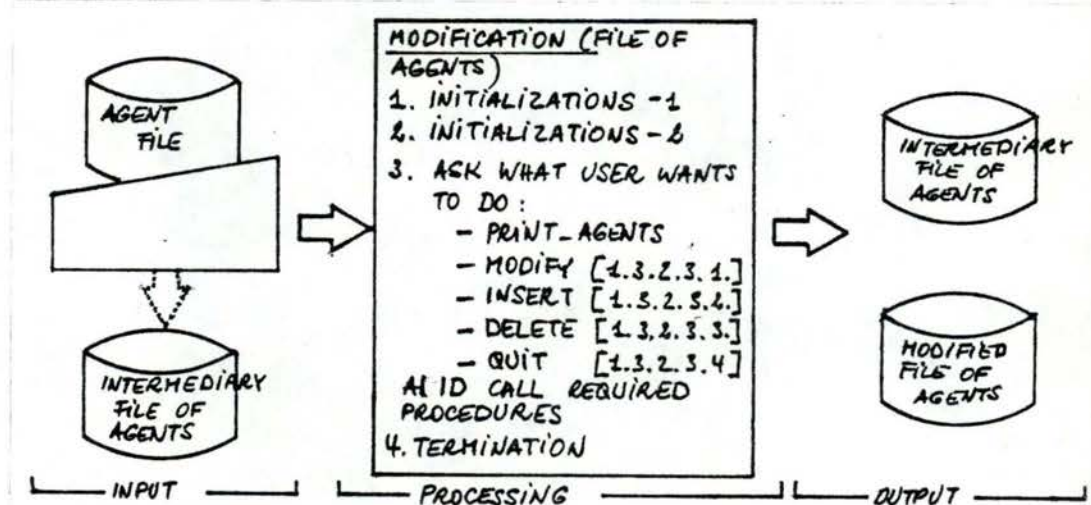 AGENT
FILE
INTERMEDIARY
FILE OF
AGENTS
INPUT
MODIFICATION (FILE OF
AGENTS)
1. INITIALIZATIONS -1
2. INITIALIZATIONS -2
3. ASK WHAT USER WANTS
TO DO:
- PRINT_AGENTS
- MODIFY [1.3.2.3.1.]
- INSERT [1.3.2.3.2.]
- DELETE [1.3.2.3.3.]
- QUIT [1.3.2.3.4]
AND CALL REQUIRED
PROCEDURES
4. TERMINATION
PROCESSING
INTERMEDIARY
FILE OF
AGENTS
MODIFIED
FILE OF
AGENTS
OUTPUT